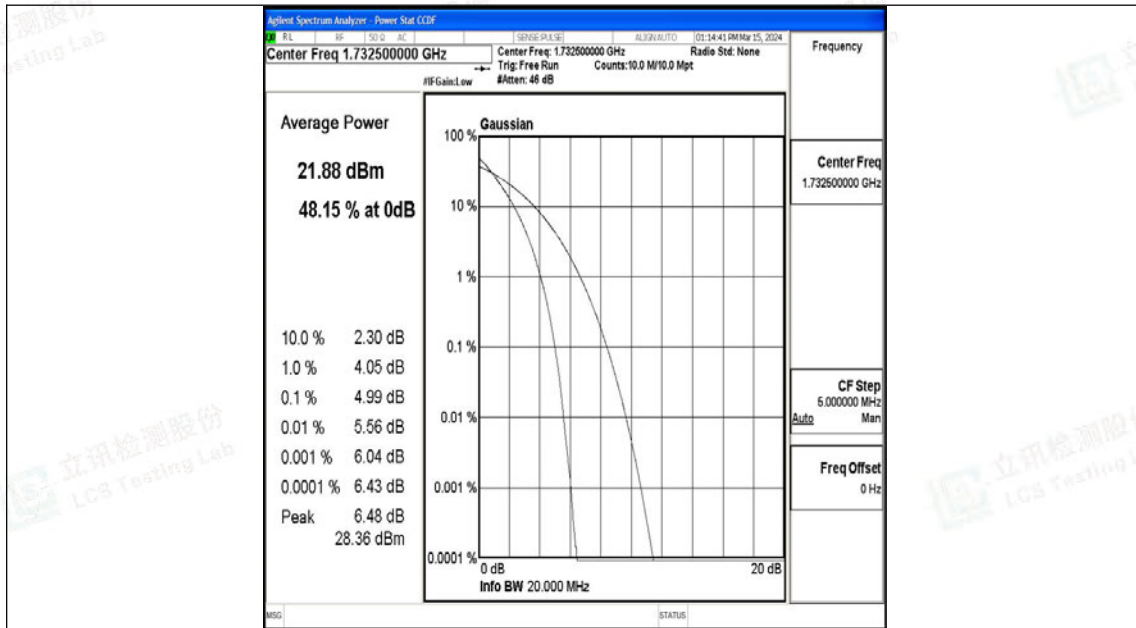 Agilent Spectrum Analyzer - Power Stat CCDF
RL RF 50 Ω AC SENSE:PULSE ALIGNAUTO 01:14:41 PM Mar 15, 2024
Center Freq 1.732500000 GHz
Center Freq: 1.732500000 GHz Radio Std: None
Trig: Free Run Counts:10.0 M/10.0 Mpt
#IFGain:Low #Atten: 46 dB
Frequency
Average Power
21.88 dBm
48.15 % at 0dB
10.0 % 2.30 dB
1.0 % 4.05 dB
0.1 % 4.99 dB
0.01 % 5.56 dB
0.001 % 6.04 dB
0.0001 % 6.43 dB
Peak 6.48 dB
28.36 dBm
Gaussian
100 %
10 %
1 %
0.1 %
0.01 %
0.001 %
0.0001 %
0 dB 20 dB
Info BW 20.000 MHz
Center Freq
1.732500000 GHz
CF Step
5.000000 MHz
Auto Man
Freq Offset
0 Hz
MSG STATUS
立讯检测股份
LCS Testing Lab